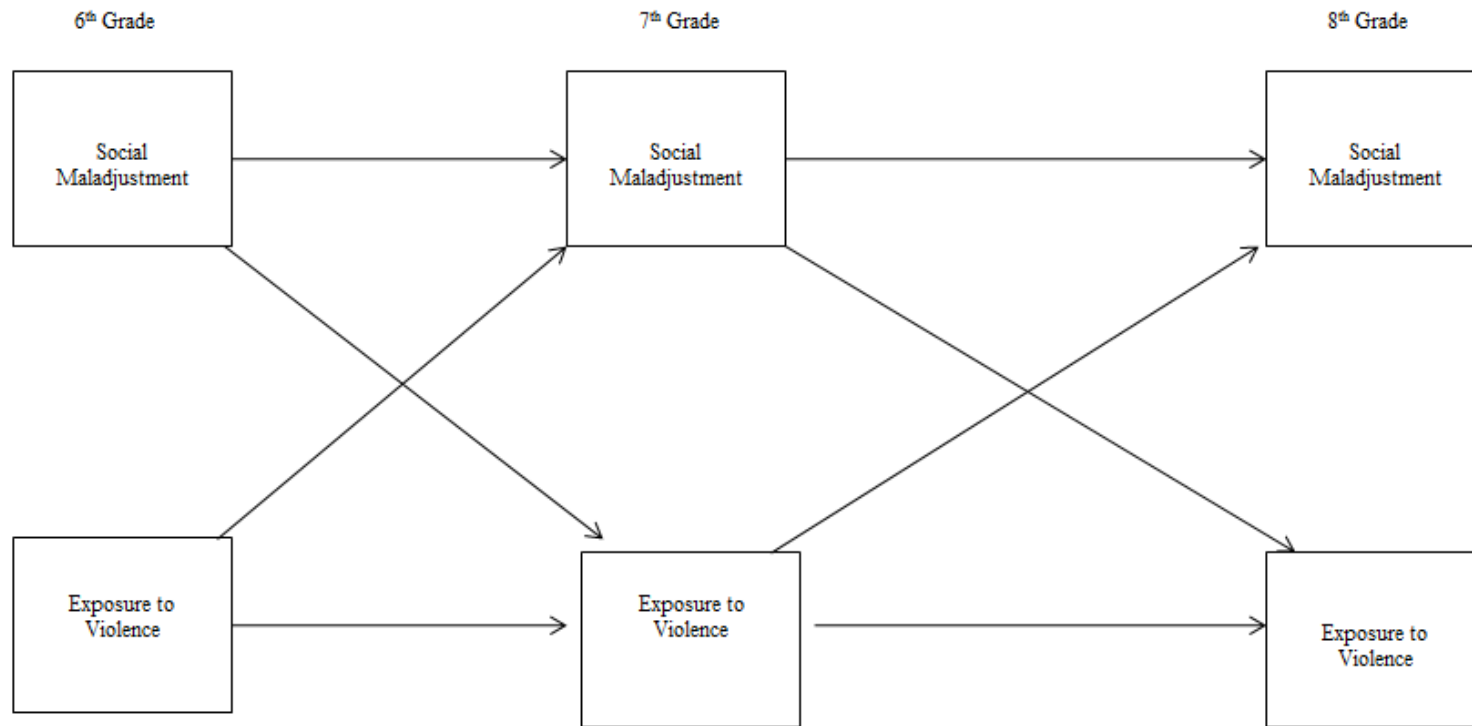 6th Grade
7th Grade
8th Grade
Social
Maladjustment
Social
Maladjustment
Social
Maladjustment
Exposure to
Violence
Exposure to
Violence
Exposure to
Violence